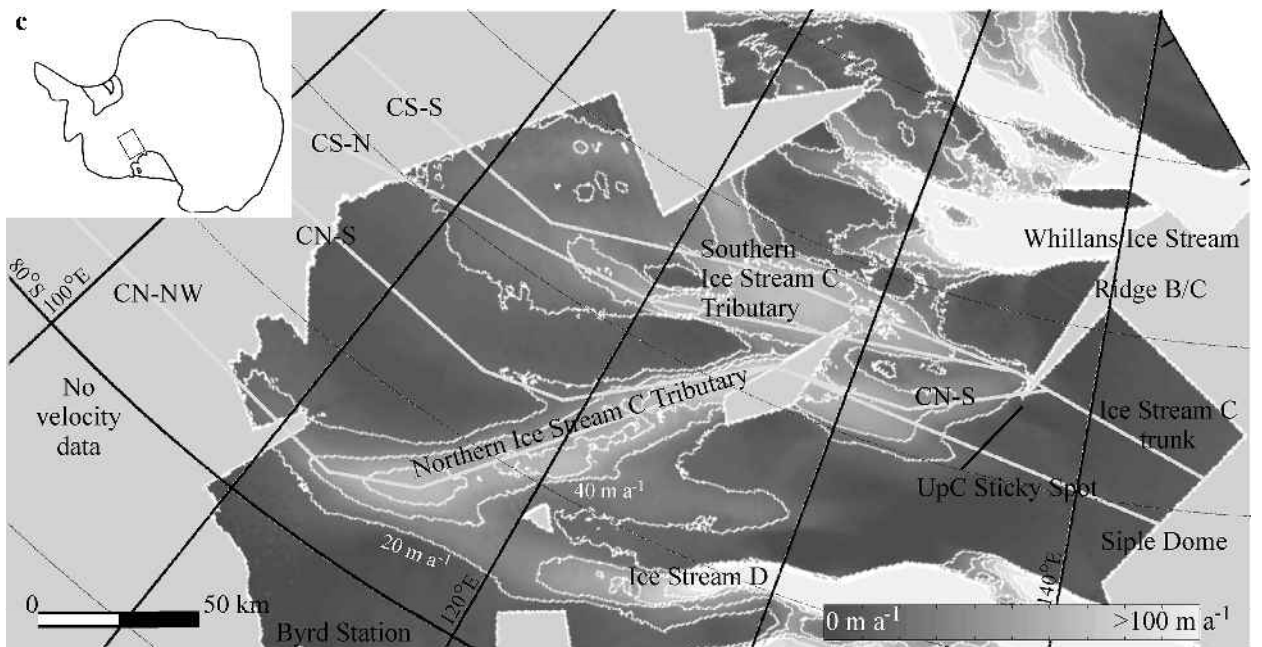 c
CS-S
CS-N
CN-S
CN-NW
80°S
100°E
No
velocity
data
Southern
Ice Stream C
Tributary
Whillans Ice Stream
Ridge B/C
Northern Ice Stream C Tributary
CN-S
Ice Stream C
trunk
UpC Sticky Spot
40 m a-1
20 m a-1
Siple Dome
Ice Stream D
120°E
140°E
0 50 km
Byrd Station
0 m a-1 >100 m a-1